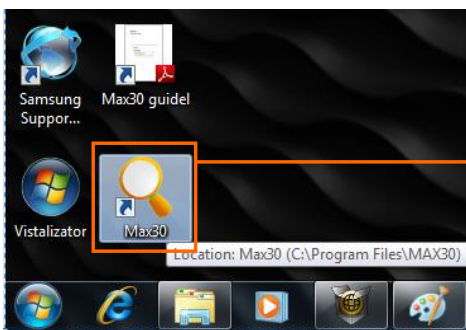 Samsung
Suppor...
Max30 guidel
Vistalizator
Max30
Location: Max30 (C:\Program Files\MAX30)